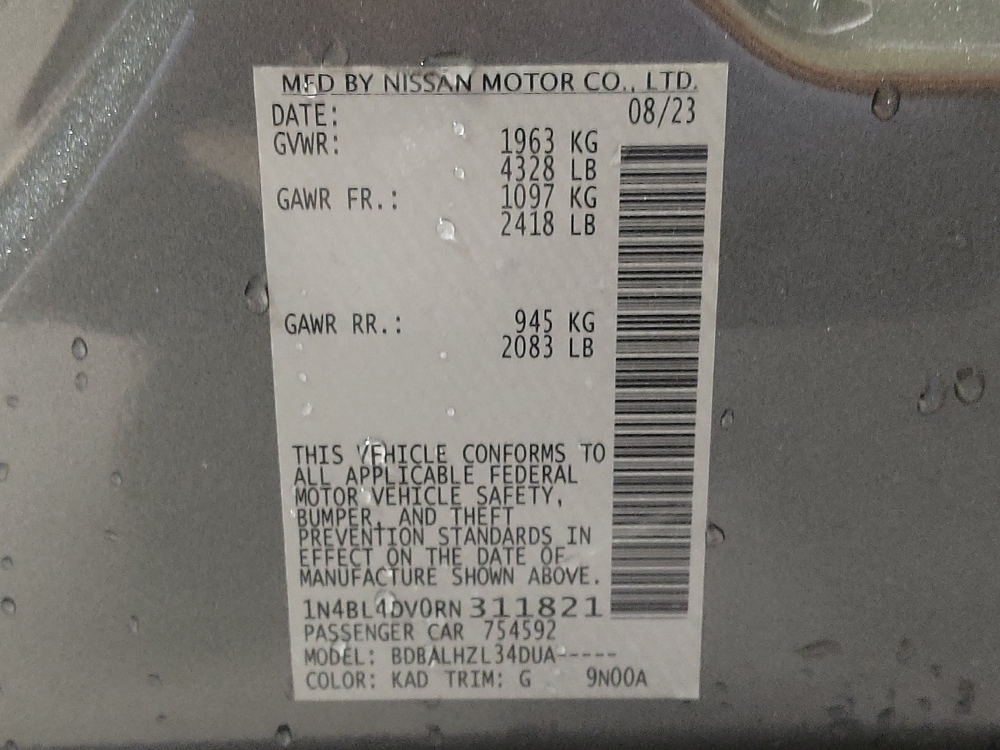 MFD BY NISSAN MOTOR CO., LTD.
DATE: 08/23
GVWR: 1963 KG
4328 LB
GAWR FR.: 1097 KG
2418 LB
GAWR RR.: 945 KG
2083 LB
THIS VEHICLE CONFORMS TO
ALL APPLICABLE FEDERAL
MOTOR VEHICLE SAFETY,
BUMPER, AND THEFT
PREVENTION STANDARDS IN
EFFECT ON THE DATE OF
MANUFACTURE SHOWN ABOVE.
1N4BL4DV0RN311821
PASSENGER CAR 754592
MODEL: BDBALHZL34DUA-----
COLOR: KAD TRIM: G 9N00A